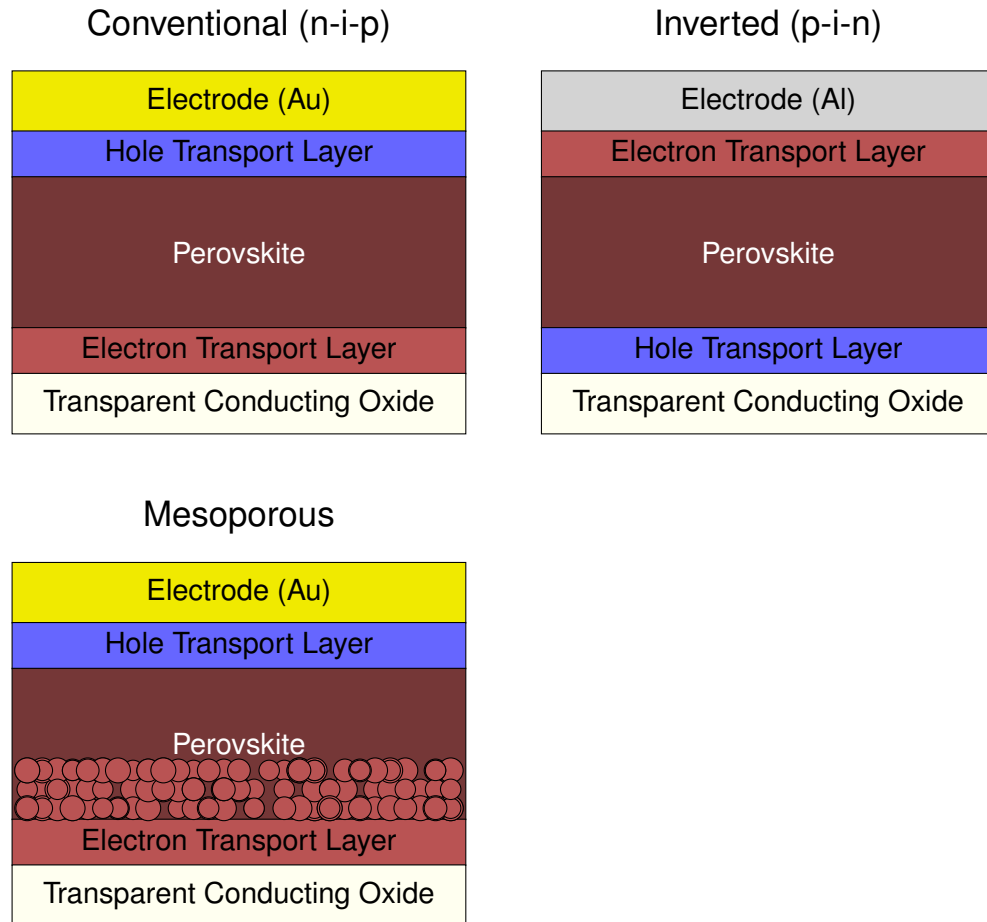 Conventional (n-i-p)
Electrode (Au)
Hole Transport Layer
Perovskite
Electron Transport Layer
Transparent Conducting Oxide
Inverted (p-i-n)
Electrode (Al)
Electron Transport Layer
Perovskite
Hole Transport Layer
Transparent Conducting Oxide
Mesoporous
Electrode (Au)
Hole Transport Layer
Perovskite
Electron Transport Layer
Transparent Conducting Oxide